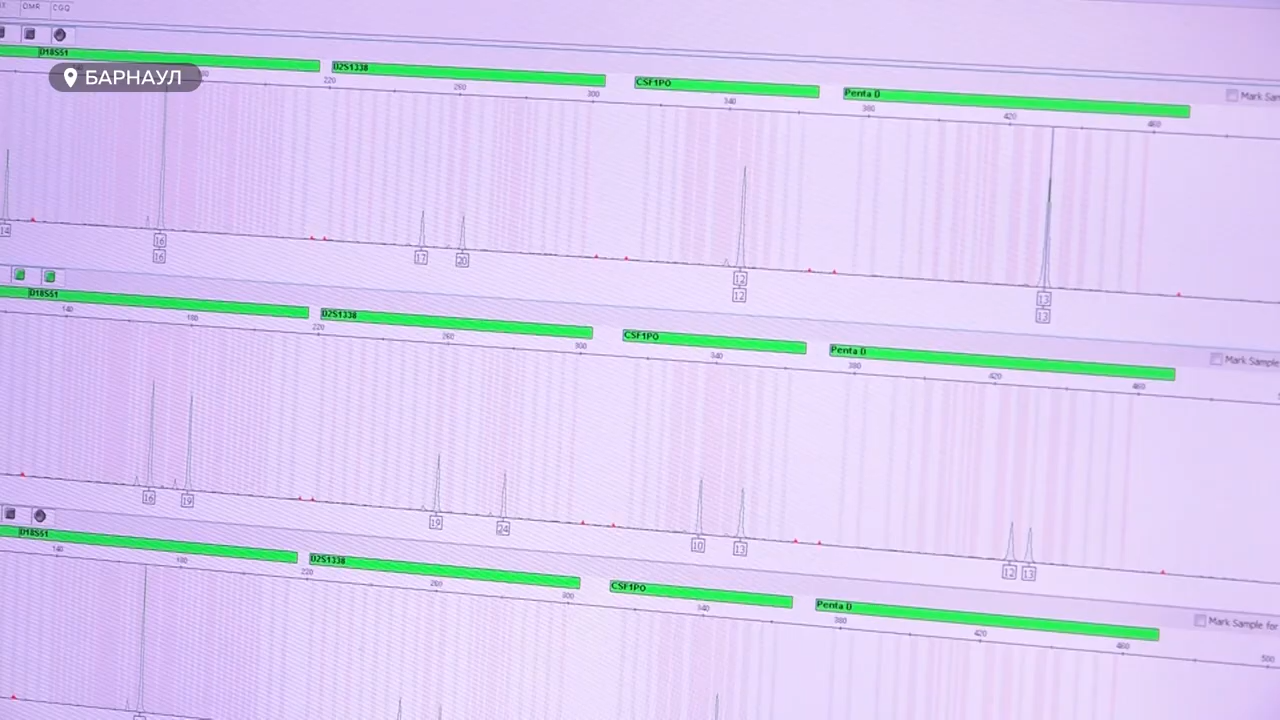 OMR CGQ
D18S51 D2S1338 CSF1PO Penta D
БАРНАУЛ
220 260 300 340 380 420 460
Mark Sam
14 16 17 20 12 13
16 12 13
D18S51 D2S1338 CSF1PO Penta D
140 180 220 260 300 340 380 420 460
Mark Sample
16 19 19 24 10 13 12 13
D18S51 D2S1338 CSF1PO Penta D
140 180 220 260 300 340 380 420 460 500
Mark Sample for